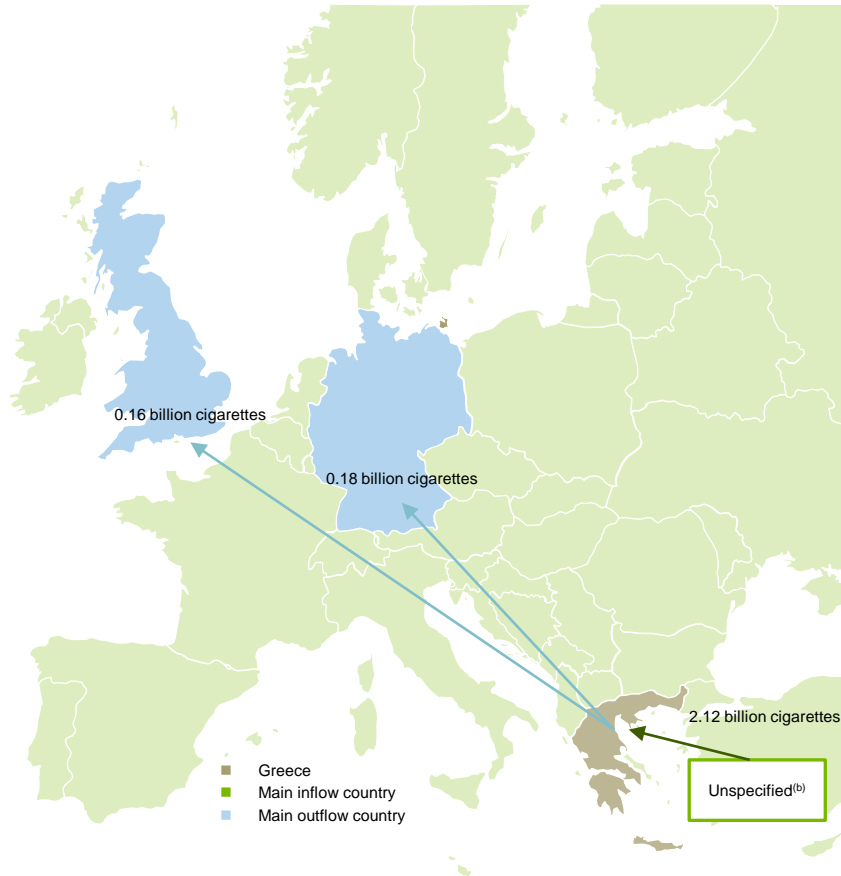 0.16 billion cigarettes
0.18 billion cigarettes
2.12 billion cigarettes
Unspecified(b)
Greece
Main inflow country
Main outflow country